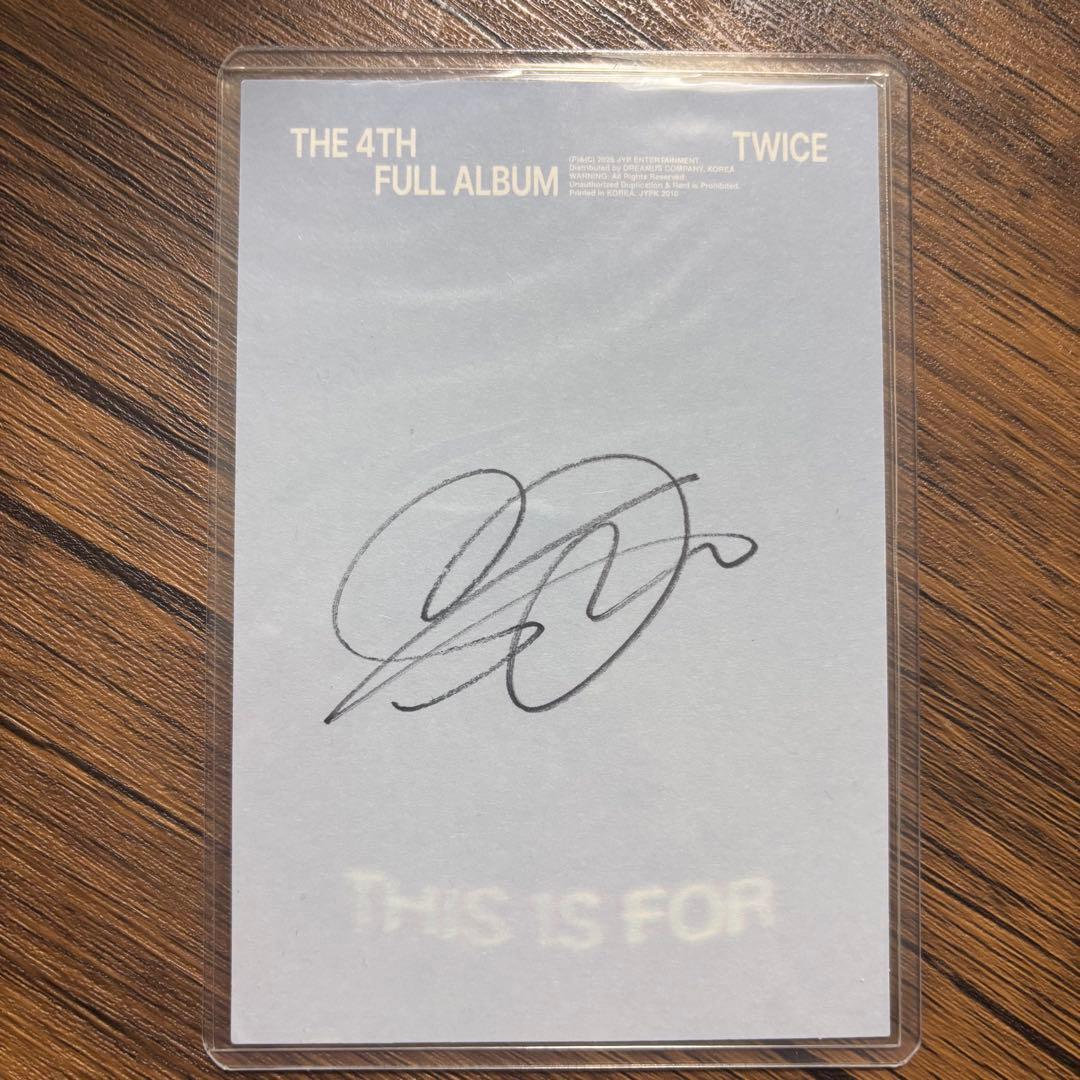 THE 4TH
FULL ALBUM
(P)&(C) 2025 JYP ENTERTAINMENT.
Distributed by DREAMUS COMPANY, KOREA
WARNING: All Rights Reserved.
Unauthorized Duplication & Rent is Prohibited.
Printed in KOREA. JYPK 2010
TWICE
THIS IS FOR